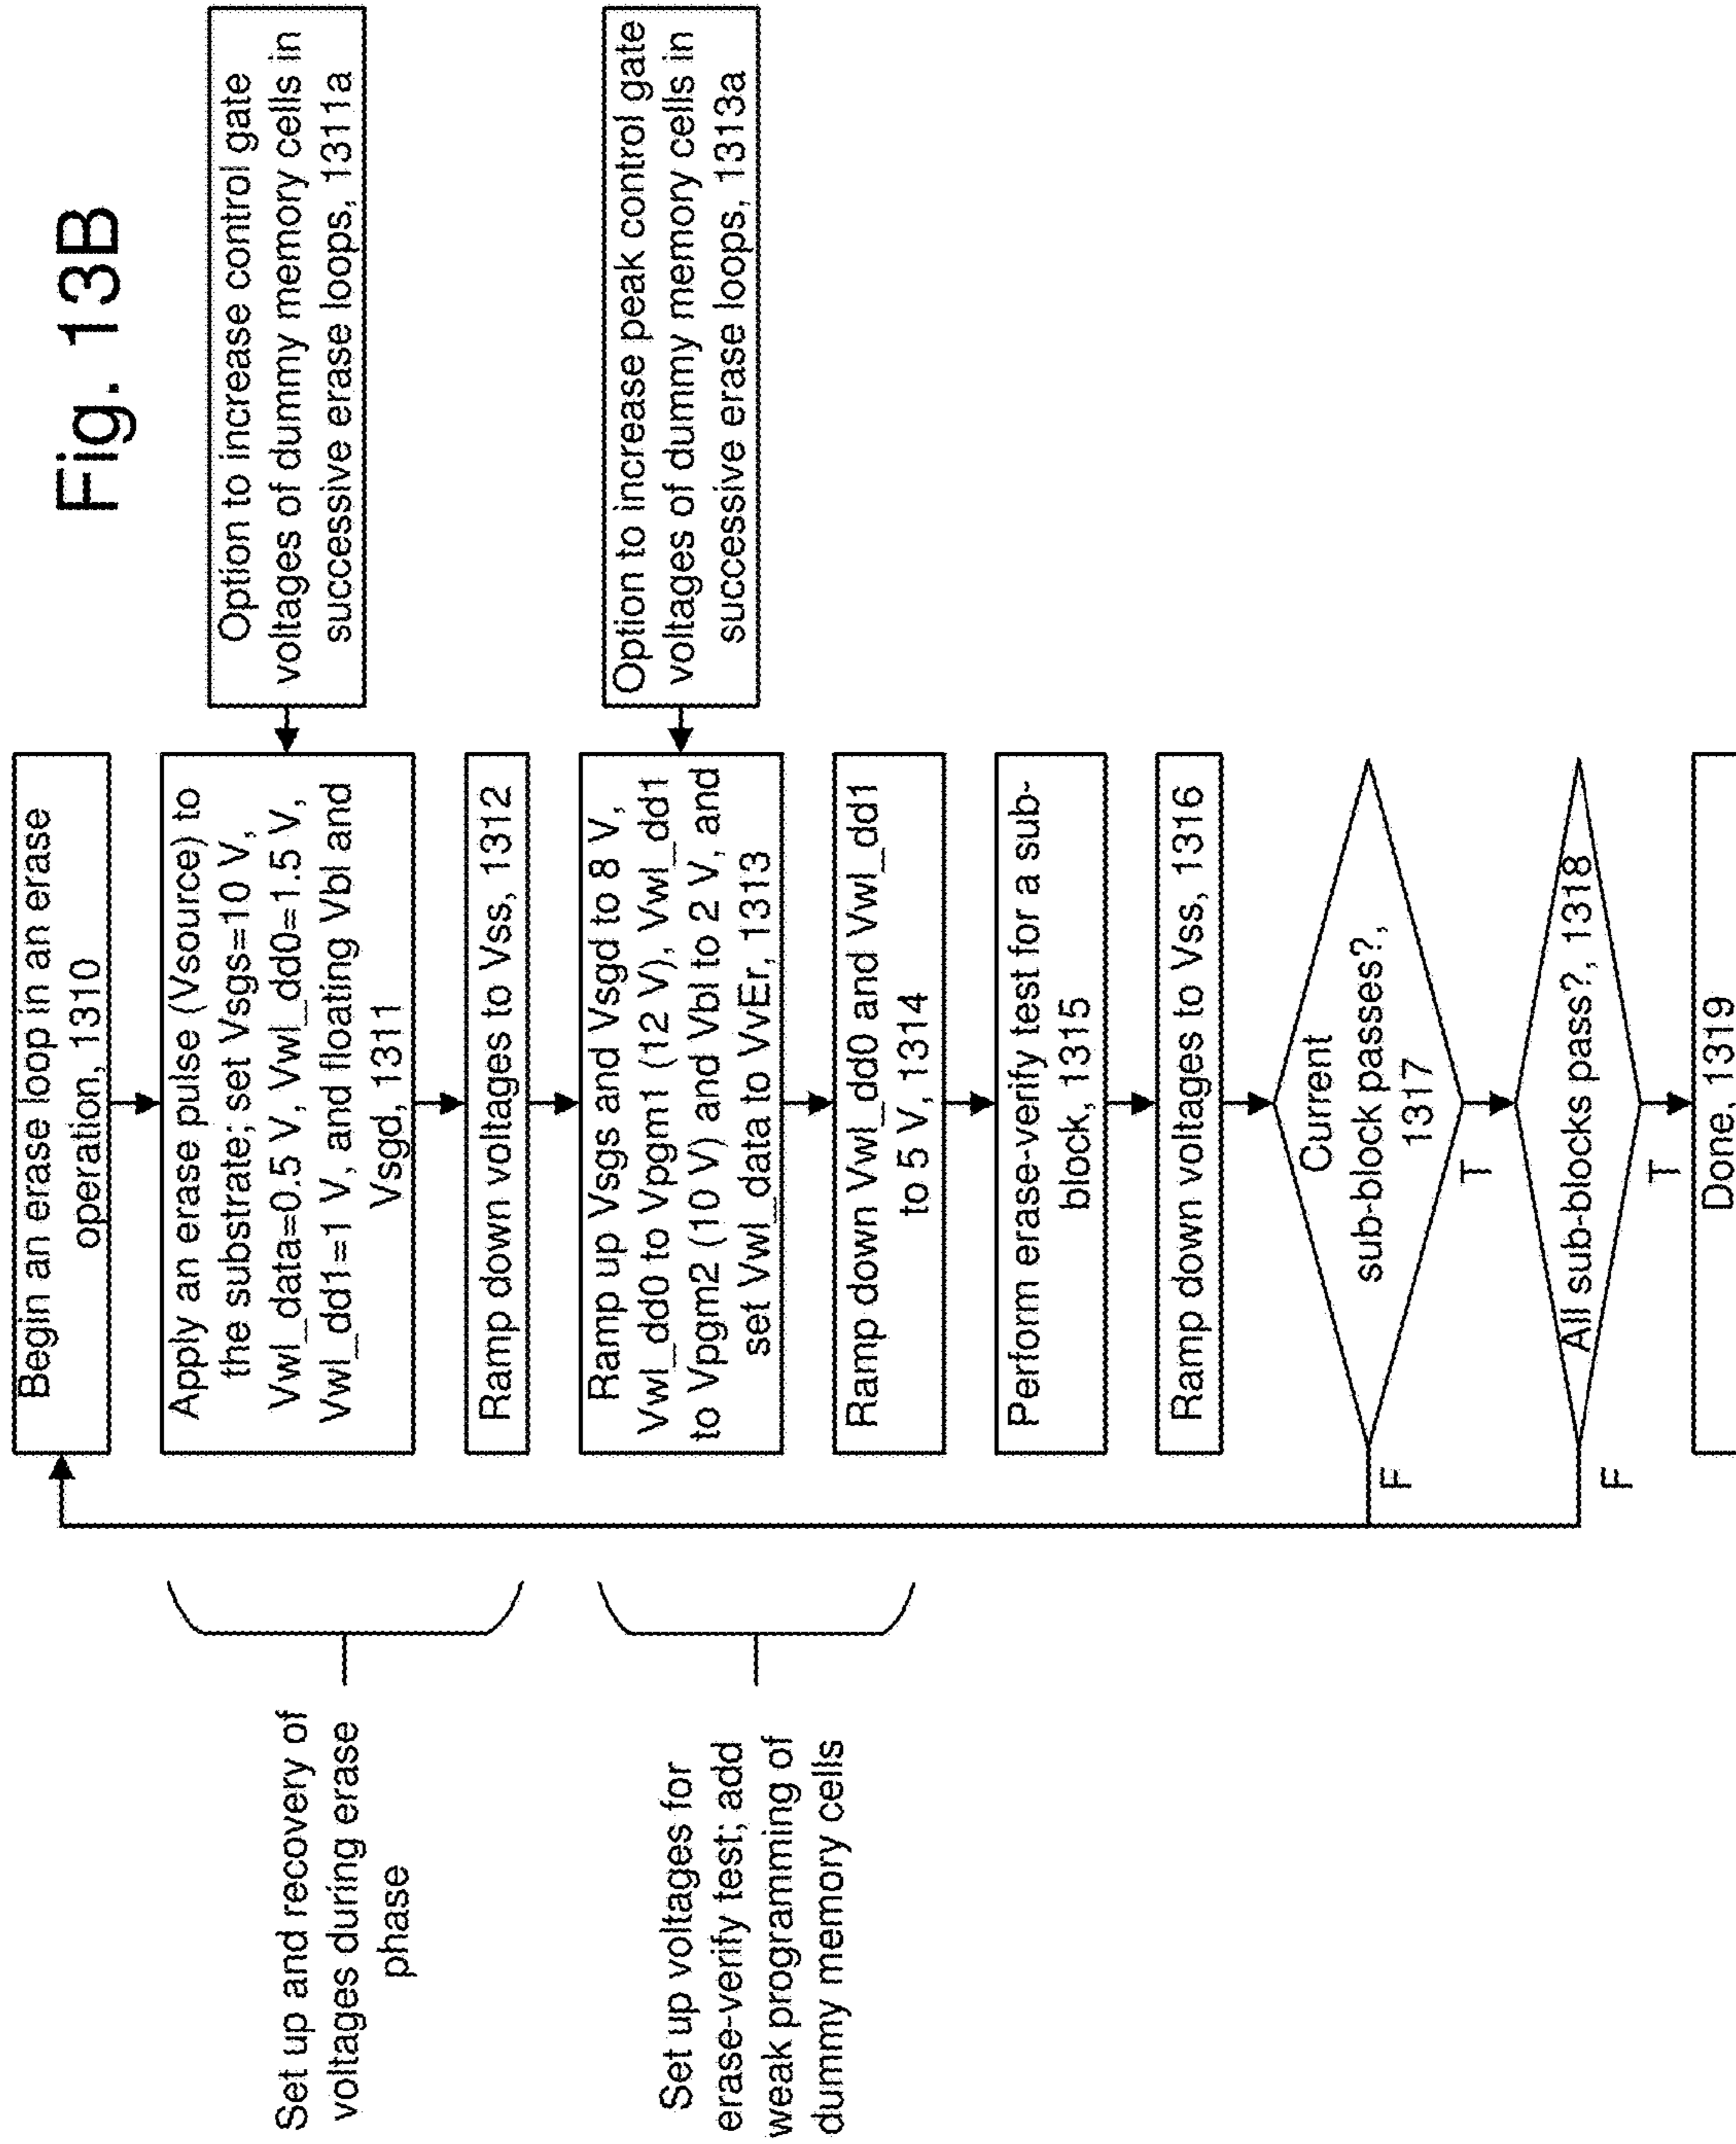 Fig. 13B
Begin an erase loop in an erase
operation, 1310
Apply an erase pulse (Vsource) to
the substrate; set Vsgs=10 V,
Vwl_data=0.5 V, Vwl_dd0=1.5 V,
Vwl_dd1=1 V, and floating Vbl and
Vsgd, 1311
Option to increase control gate
voltages of dummy memory cells in
successive erase loops, 1311a
Ramp down voltages to Vss, 1312
Set up and recovery of
voltages during erase
phase
Ramp up Vsgs and Vsgd to 8 V,
Vwl_dd0 to Vpgm1 (12 V), Vwl_dd1
to Vpgm2 (10 V) and Vbl to 2 V, and
set Vwl_data to VvEr, 1313
Option to increase peak control gate
voltages of dummy memory cells in
successive erase loops, 1313a
Ramp down Vwl_dd0 and Vwl_dd1
to 5 V, 1314
Set up voltages for
erase-verify test; add
weak programming of
dummy memory cells
Perform erase-verify test for a sub-
block, 1315
Ramp down voltages to Vss, 1316
Current
sub-block passes?,
1317
F
T
All sub-blocks pass?, 1318
F
T
Done, 1319